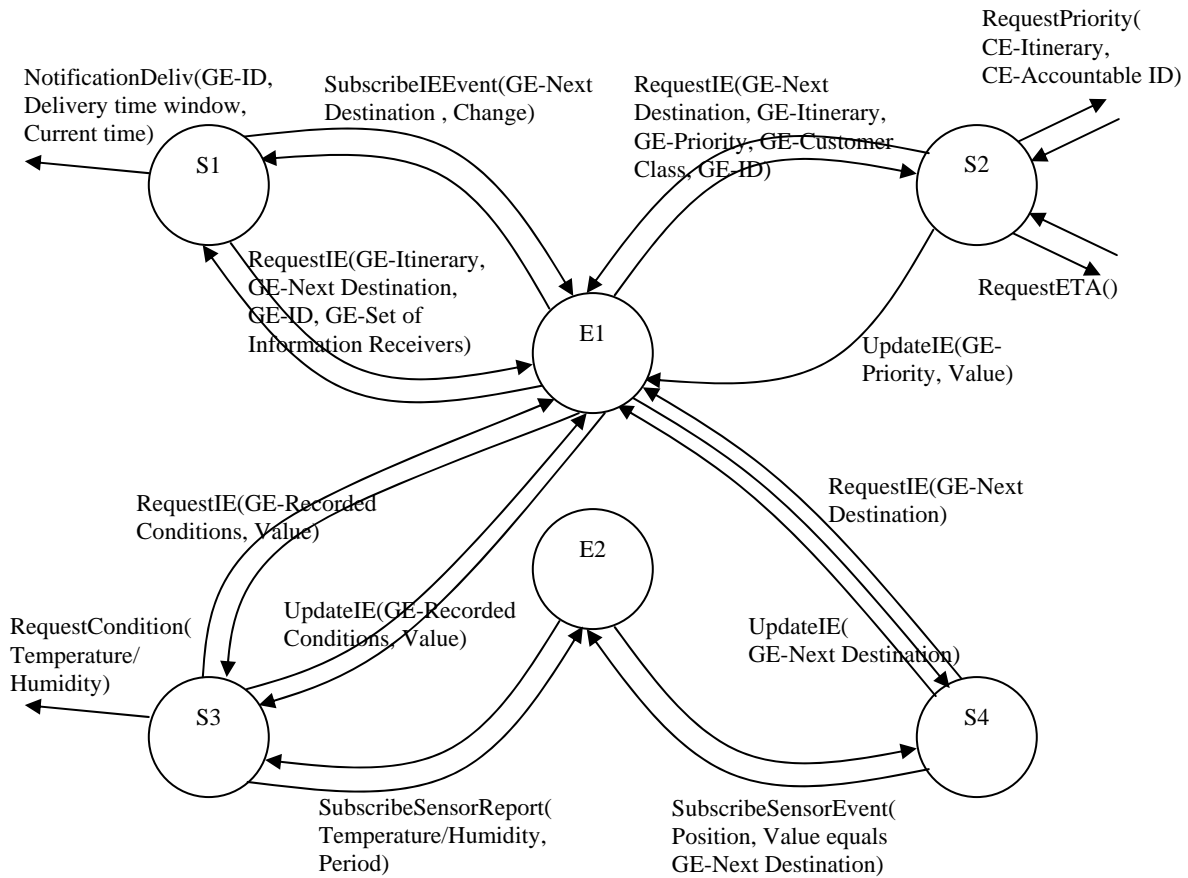 RequestPriority(
CE-Itinerary,
CE-Accountable ID)
NotificationDeliv(GE-ID,
Delivery time window,
Current time)
SubscribeIEEvent(GE-Next
Destination , Change)
RequestIE(GE-Next
Destination, GE-Itinerary,
GE-Priority, GE-Customer
Class, GE-ID)
S1
S2
RequestIE(GE-Itinerary,
GE-Next Destination,
GE-ID, GE-Set of
Information Receivers)
RequestETA()
E1
UpdateIE(GE-
Priority, Value)
RequestIE(GE-Recorded
Conditions, Value)
RequestIE(GE-Next
Destination)
E2
UpdateIE(GE-Recorded
Conditions, Value)
UpdateIE(
GE-Next Destination)
RequestCondition(
Temperature/
Humidity)
S3
S4
SubscribeSensorReport(
Temperature/Humidity,
Period)
SubscribeSensorEvent(
Position, Value equals
GE-Next Destination)